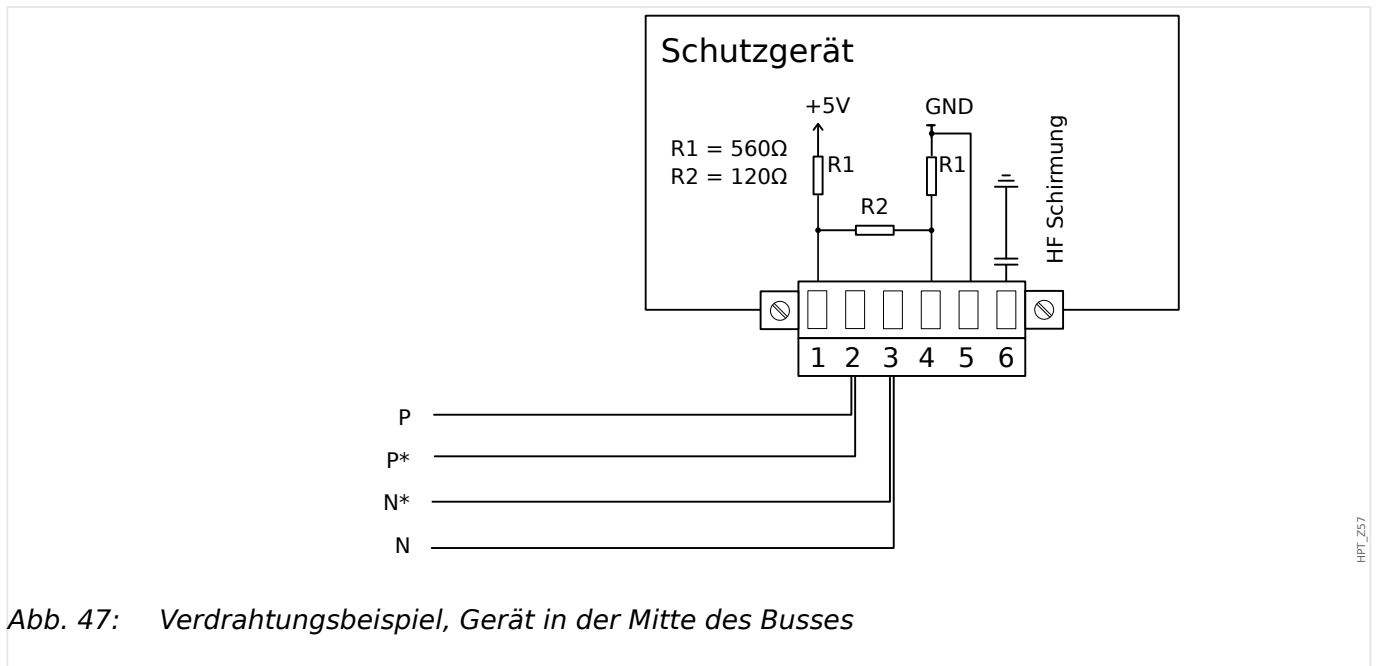 Schutzgerät
+5V
GND
R1 = 560Ω
R2 = 120Ω
R1
R1
R2
HF Schirmung
1 2 3 4 5 6
P
P*
N*
N
HPT_Z57
Abb. 47: Verdrahtungsbeispiel, Gerät in der Mitte des Busses